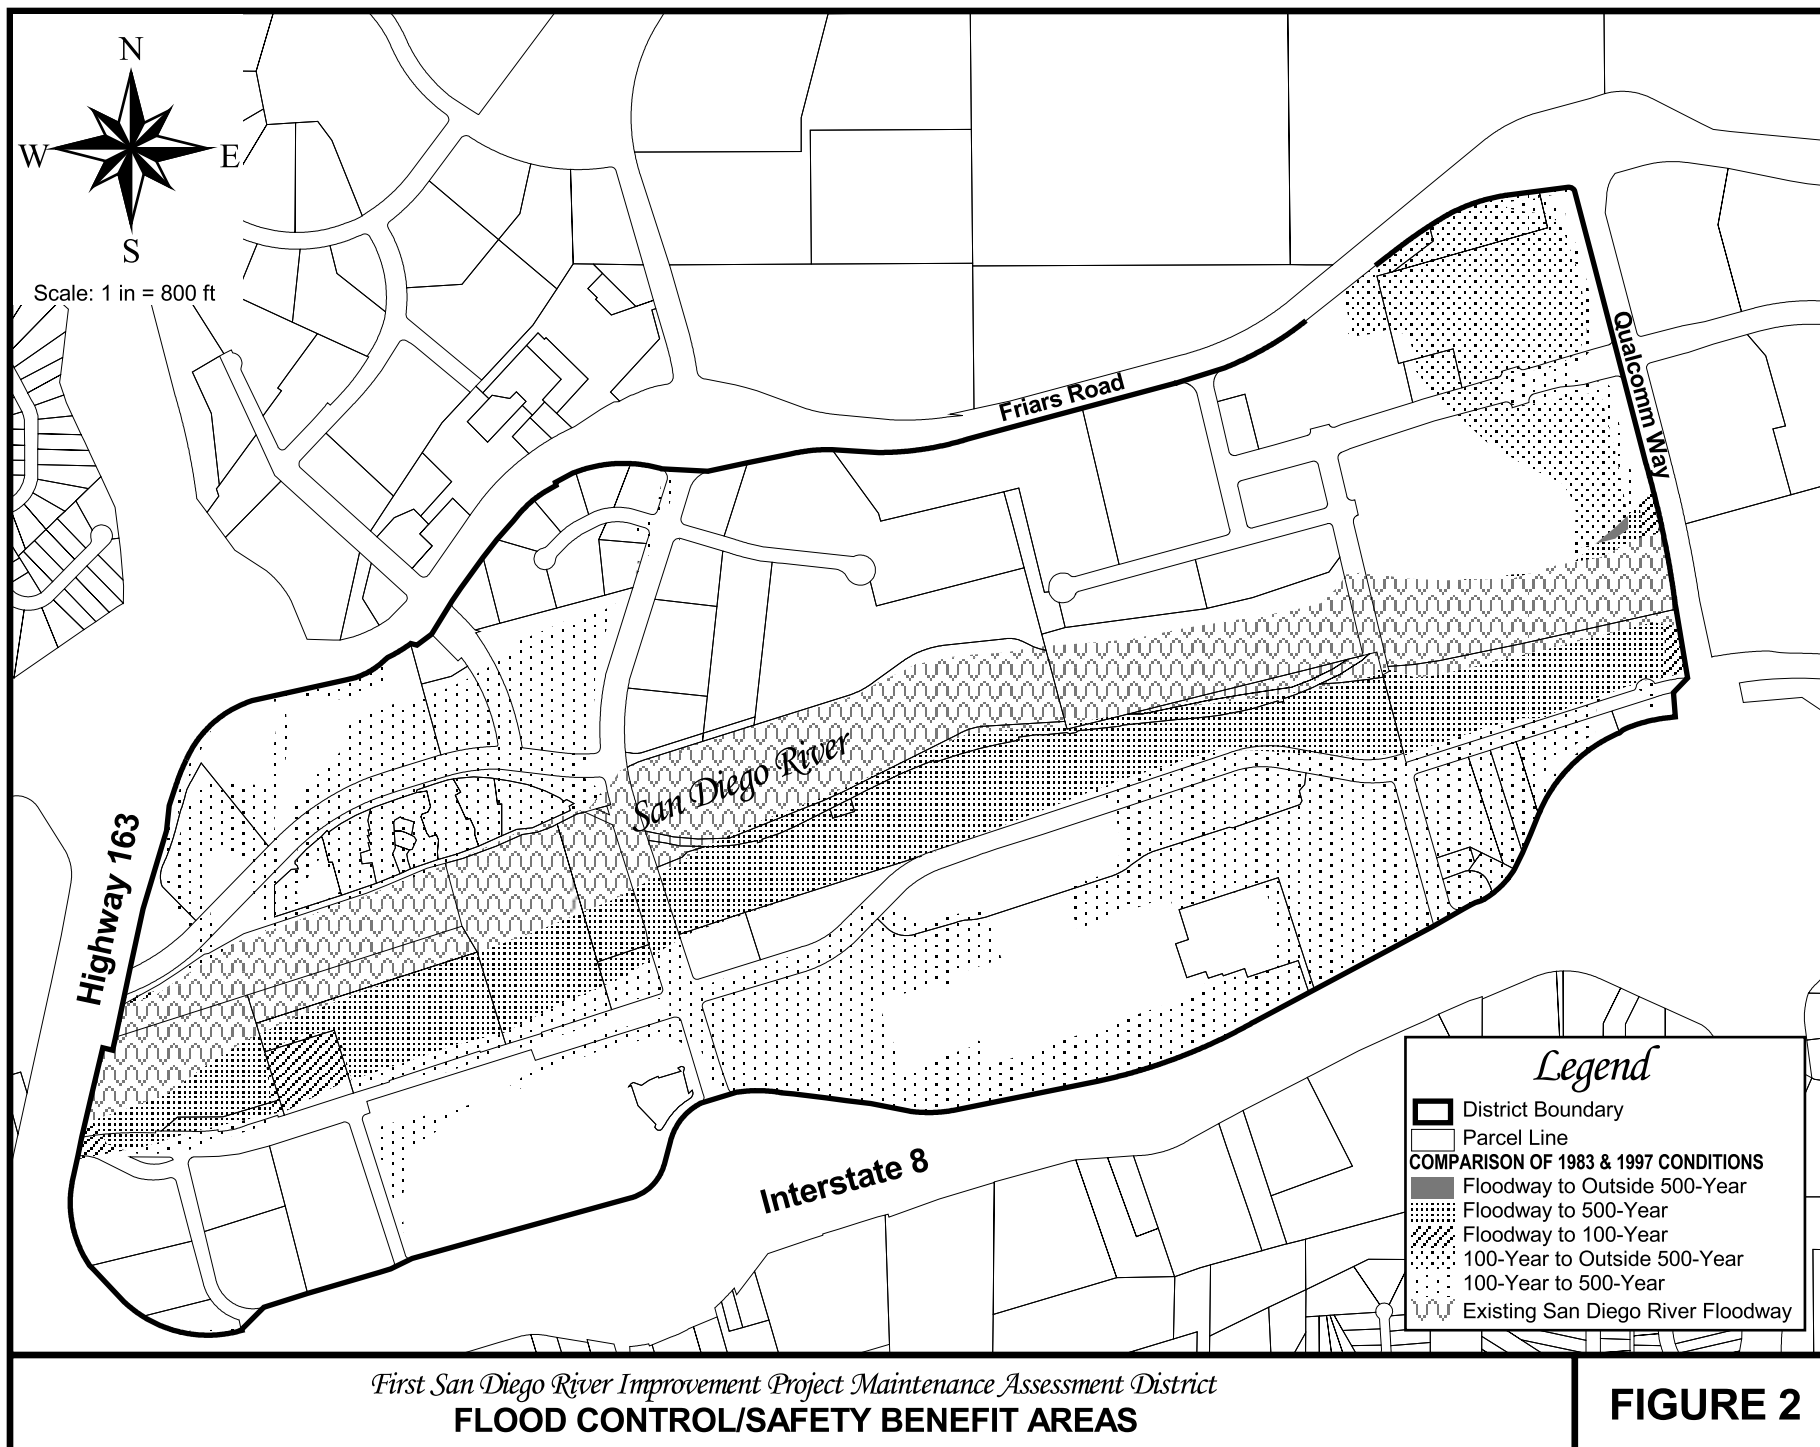 N
W
E
S
Scale: 1 in = 800 ft
Qualcomm Way
Friars Road
San Diego River
Highway 163
Interstate 8
Legend
District Boundary
Parcel Line
COMPARISON OF 1983 & 1997 CONDITIONS
Floodway to Outside 500-Year
Floodway to 500-Year
Floodway to 100-Year
100-Year to Outside 500-Year
100-Year to 500-Year
Existing San Diego River Floodway
First San Diego River Improvement Project Maintenance Assessment District
FLOOD CONTROL/SAFETY BENEFIT AREAS
FIGURE 2